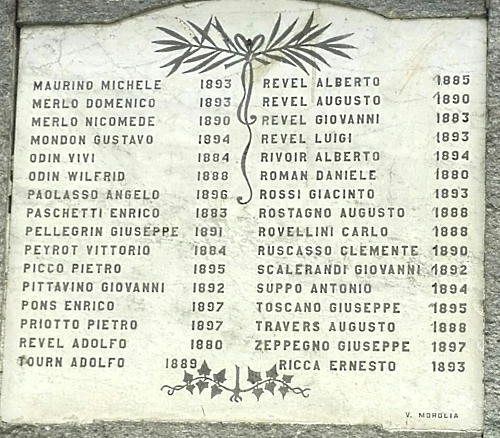 MAURINO MICHELE 1893
MERLO DOMENICO 1893
MERLO NICOMEDE 1890
MONDON GUSTAVO 1894
ODIN VIVI 1884
ODIN WILFRID 1888
PAOLASSO ANGELO 1896
PASCHETTI ENRICO 1883
PELLEGRIN GIUSEPPE 1891
PEYROT VITTORIO 1884
PICCO PIETRO 1895
PITTAVINO GIOVANNI 1892
PONS ENRICO 1897
PRIOTTO PIETRO 1897
REVEL ADOLFO 1880
TOURN ADOLFO 1889
REVEL ALBERTO 1885
REVEL AUGUSTO 1890
REVEL GIOVANNI 1883
REVEL LUIGI 1893
RIVOIR ALBERTO 1894
ROMAN DANIELE 1880
ROSSI GIACINTO 1893
ROSTAGNO AUGUSTO 1888
ROVELLINI CARLO 1888
RUSCASSO CLEMENTE 1890
SCALERANDI GIOVANNI 1892
SUPPO ANTONIO 1894
TOSCANO GIUSEPPE 1895
TRAVERS AUGUSTO 1888
ZEPPEGNO GIUSEPPE 1897
RICCA ERNESTO 1893
V. MOROGLIA